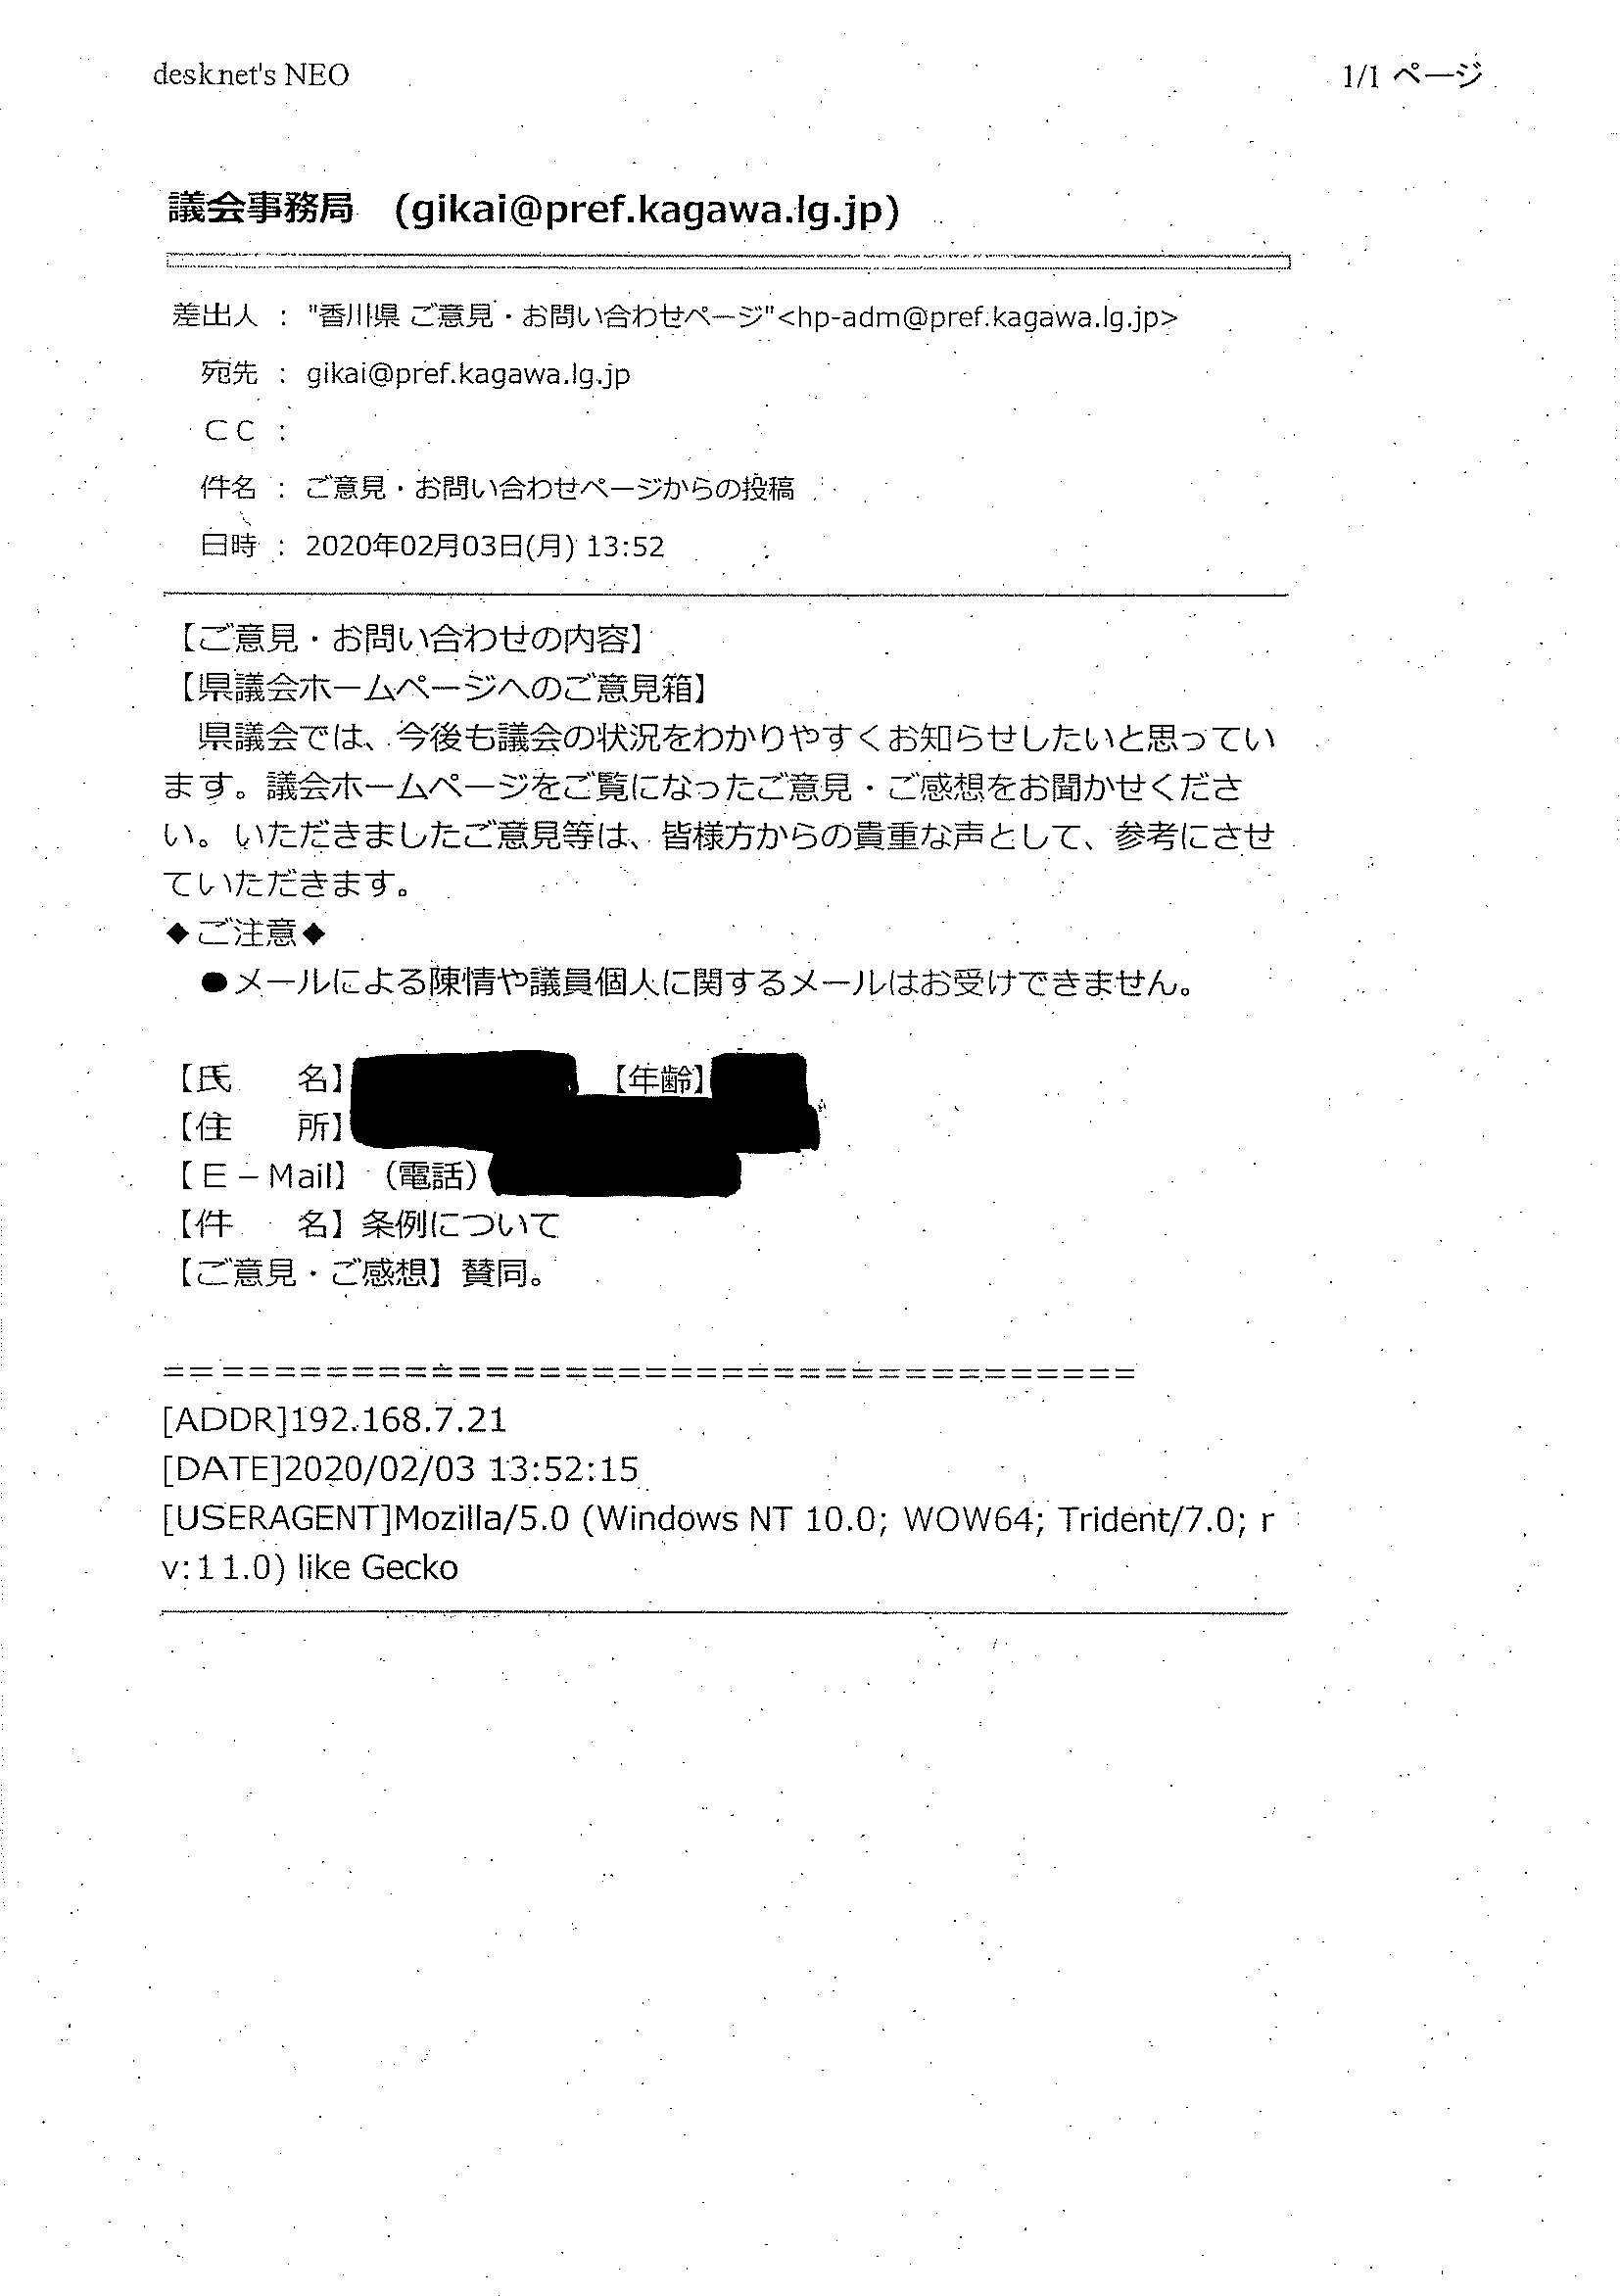 desknet's NEO
1/1 ページ
議会事務局 (gikai@pref.kagawa.lg.jp)
差出人 : "香川県 ご意見・お問い合わせページ"<hp-adm@pref.kagawa.lg.jp>
宛先 : gikai@pref.kagawa.lg.jp
ＣＣ :
件名 : ご意見・お問い合わせページからの投稿
日時 : 2020年02月03日(月) 13:52
【ご意見・お問い合わせの内容】
【県議会ホームページへのご意見箱】
　県議会では、今後も議会の状況をわかりやすくお知らせしたいと思ってい
ます。議会ホームページをご覧になったご意見・ご感想をお聞かせくださ
い。いただきましたご意見等は、皆様方からの貴重な声として、参考にさせ
ていただきます。
◆ご注意◆
　●メールによる陳情や議員個人に関するメールはお受けできません。
【氏　　名】　【年齢】
【住　　所】
【Ｅ－Mail】（電話）
【件　　名】条例について
【ご意見・ご感想】賛同。
=====================================
[ADDR]192.168.7.21
[DATE]2020/02/03 13:52:15
[USERAGENT]Mozilla/5.0 (Windows NT 10.0; WOW64; Trident/7.0; r
v:11.0) like Gecko